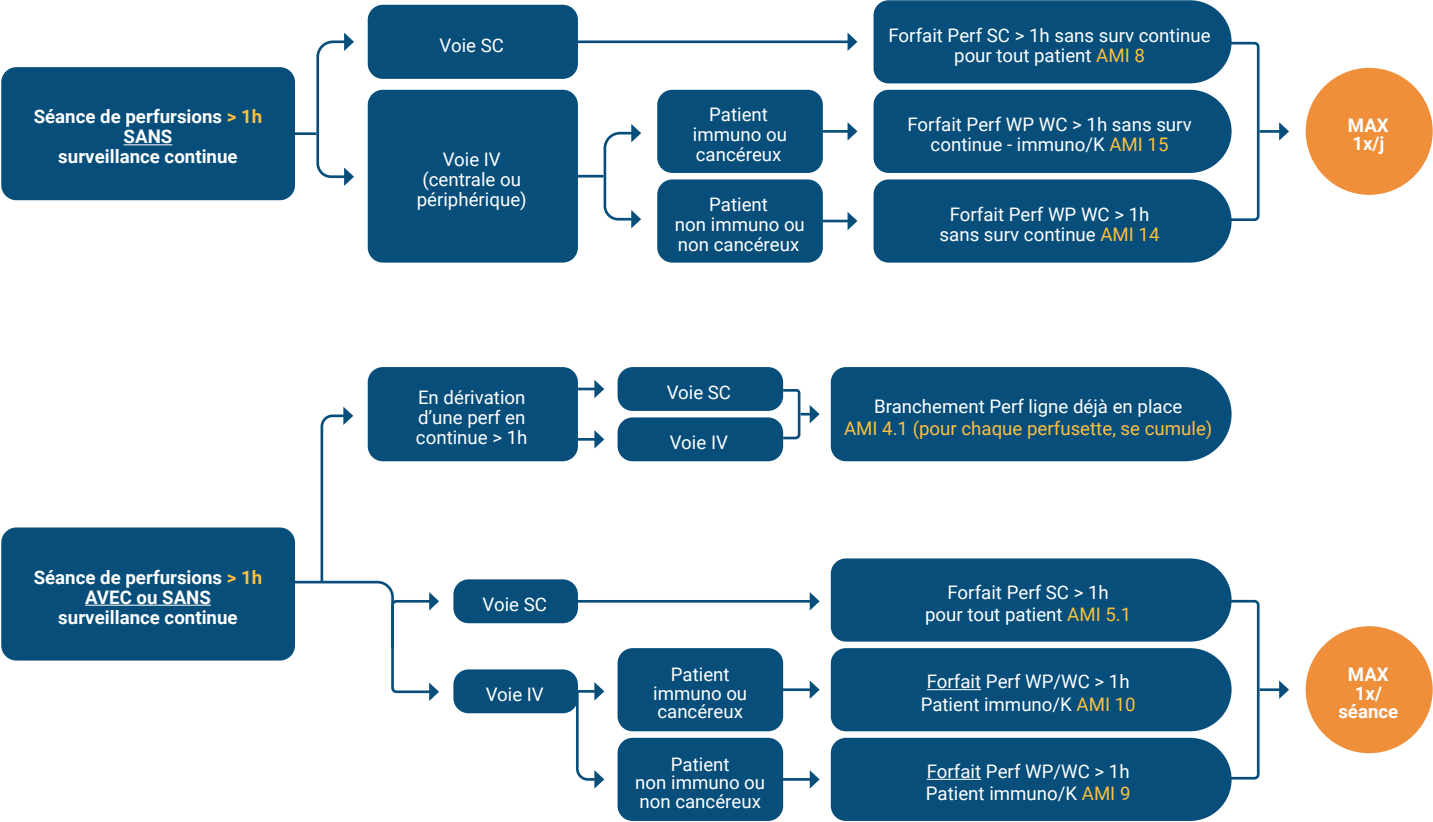 Séance de perfursions > 1h
SANS
surveillance continue
Voie SC
Forfait Perf SC > 1h sans surv continue
pour tout patient AMI 8
Voie IV
(centrale ou
périphérique)
Patient
immuno ou
cancéreux
Forfait Perf WP WC > 1h sans surv
continue - immuno/K AMI 15
Patient
non immuno ou
non cancéreux
Forfait Perf WP WC > 1h
sans surv continue AMI 14
MAX
1x/j
Séance de perfursions > 1h
AVEC ou SANS
surveillance continue
En dérivation
d’une perf en
continue > 1h
Voie SC
Voie IV
Branchement Perf ligne déjà en place
AMI 4.1 (pour chaque perfusette, se cumule)
Voie SC
Forfait Perf SC > 1h
pour tout patient AMI 5.1
Voie IV
Patient
immuno ou
cancéreux
Forfait Perf WP/WC > 1h
Patient immuno/K AMI 10
Patient
non immuno ou
non cancéreux
Forfait Perf WP/WC > 1h
Patient immuno/K AMI 9
MAX
1x/
séance